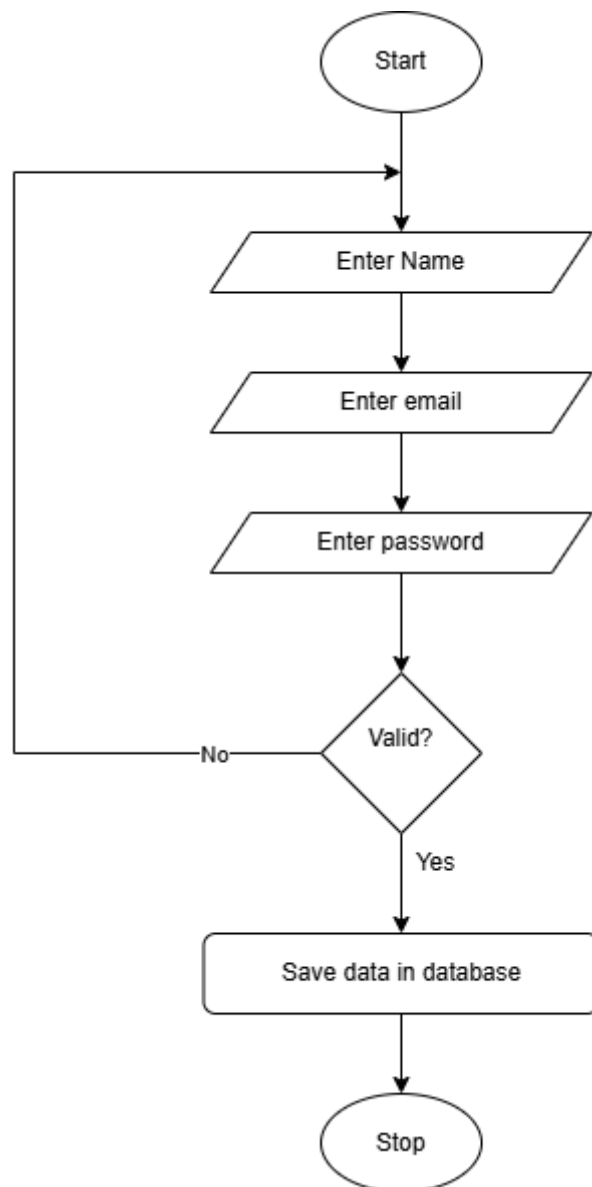 Start
Enter Name
Enter email
Enter password
Valid?
No
Yes
Save data in database
Stop